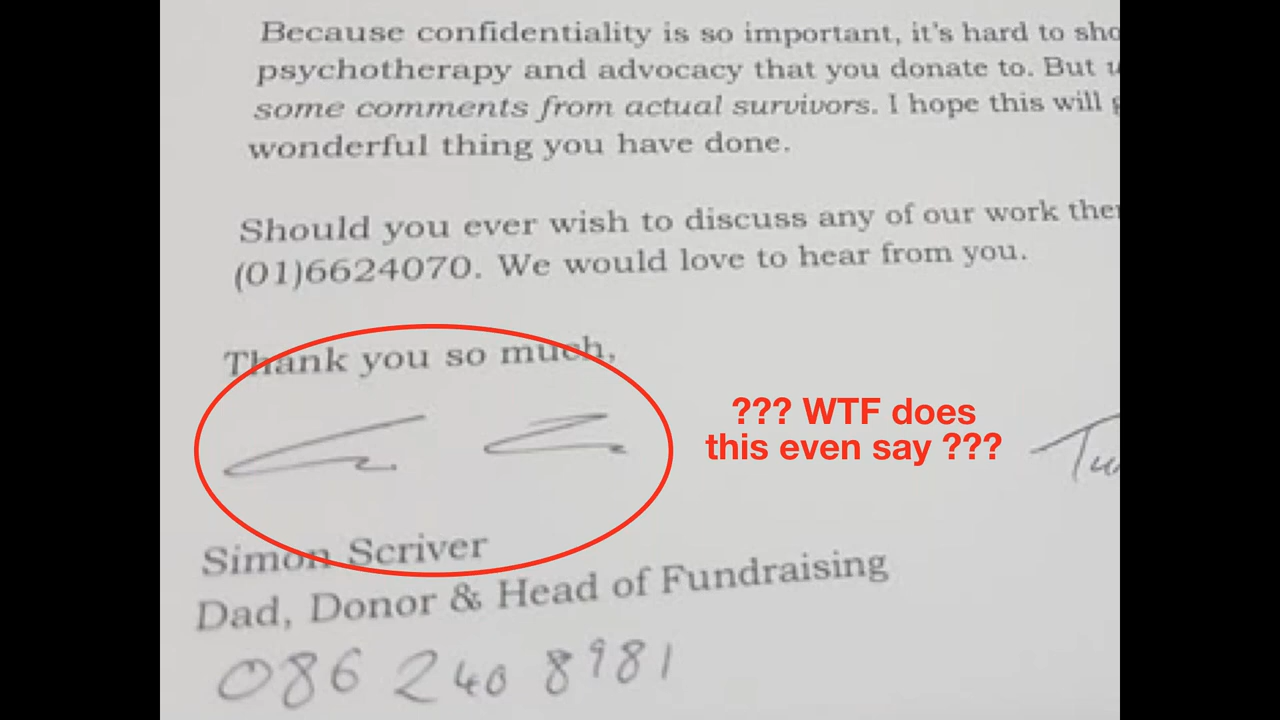 Because confidentiality is so important, it's hard to
psychotherapy and advocacy that you donate to. But
some comments from actual survivors. I hope this will
wonderful thing you have done.
Should you ever wish to discuss any of our work
(01)6624070. We would love to hear from you.
Thank you so much,
??? WTF does
this even say ???
Simon Scriver
Dad, Donor & Head of Fundraising
086 240 8981